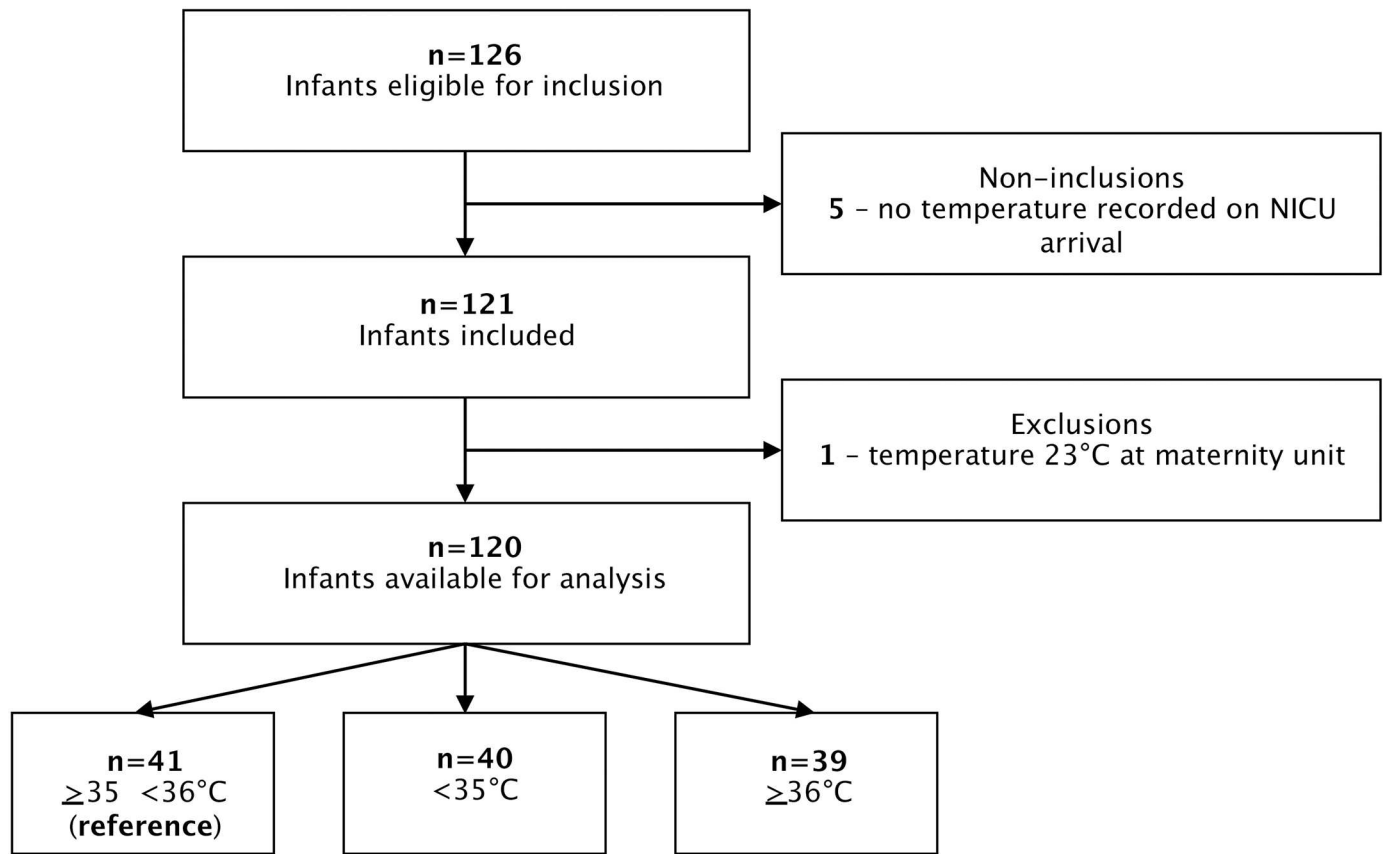 n=126
Infants eligible for inclusion
Non-inclusions
5 – no temperature recorded on NICU
arrival
n=121
Infants included
Exclusions
1 – temperature 23°C at maternity unit
n=120
Infants available for analysis
n=41
≥35 <36°C
(reference)
n=40
<35°C
n=39
≥36°C